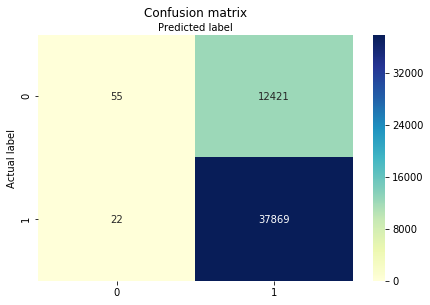 Confusion matrix
Predicted label
0 55 12421
1 22 37869
Actual label
0 1
32000
24000
16000
8000
0